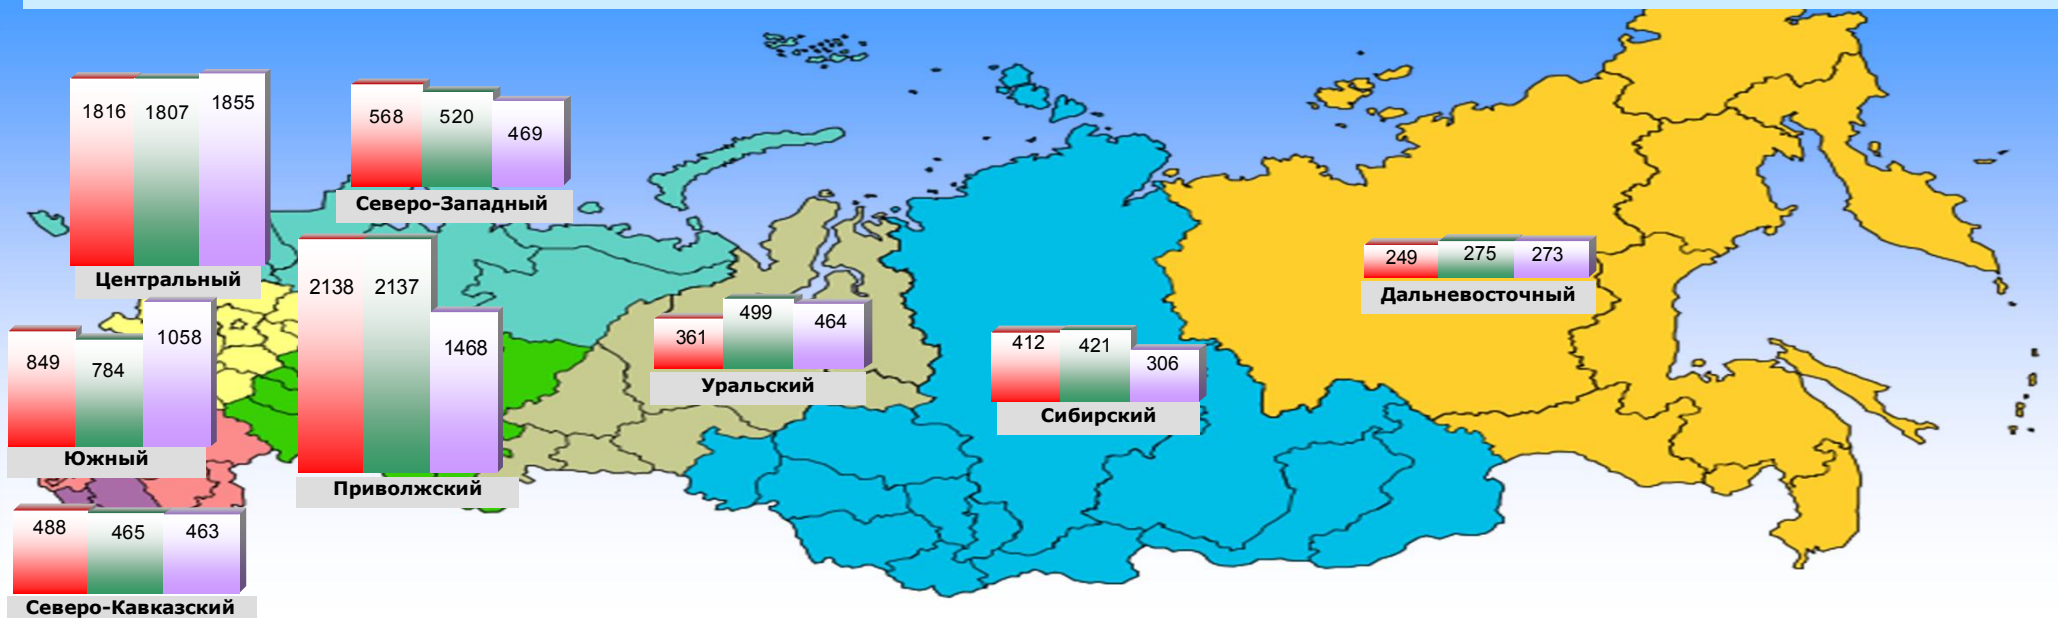 1816 1807 1855
Центральный
568 520 469
Северо-Западный
849 784 1058
Южный
2138 2137 1468
Приволжский
488 465 463
Северо-Кавказский
361 499 464
Уральский
412 421 306
Сибирский
249 275 273
Дальневосточный